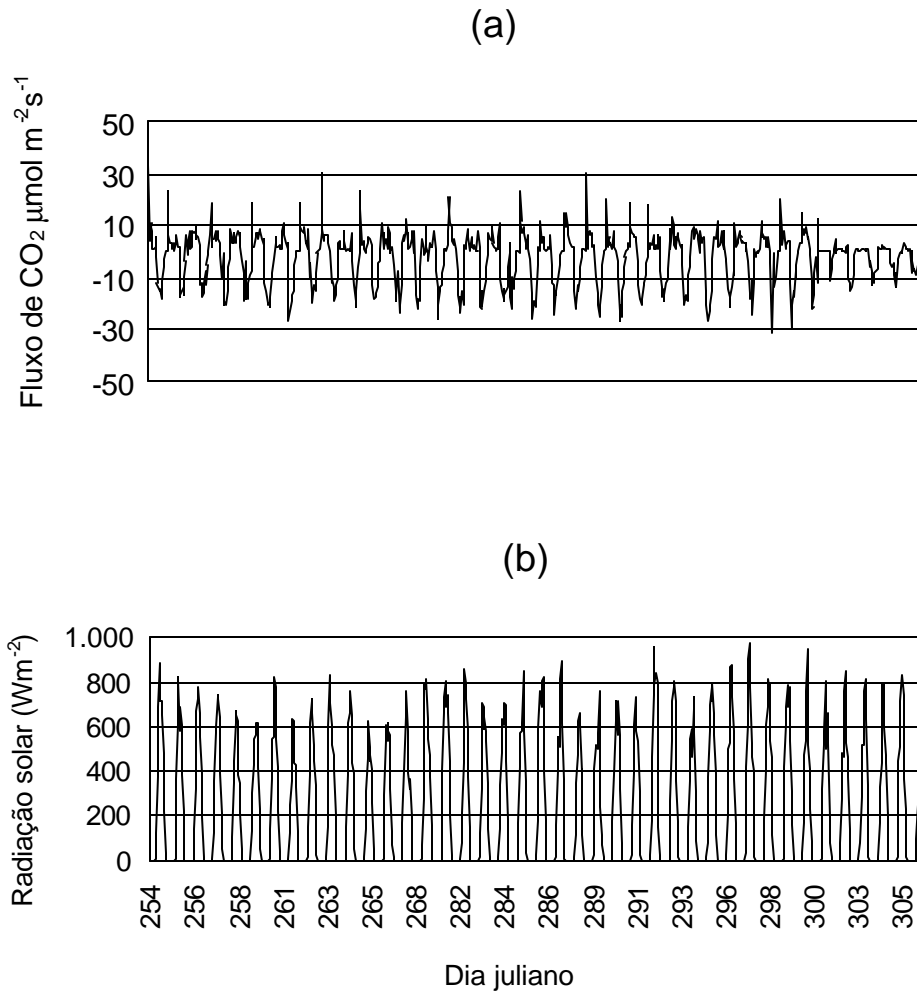 (a)
Fluxo de CO₂ μmol m⁻²s⁻¹
50
30
10
-10
-30
-50
(b)
Radiação solar (Wm⁻²)
1.000
800
600
400
200
0
254 256 258 261 263 265 268 282 284 286 289 291 293 296 298 300 303 305
Dia juliano